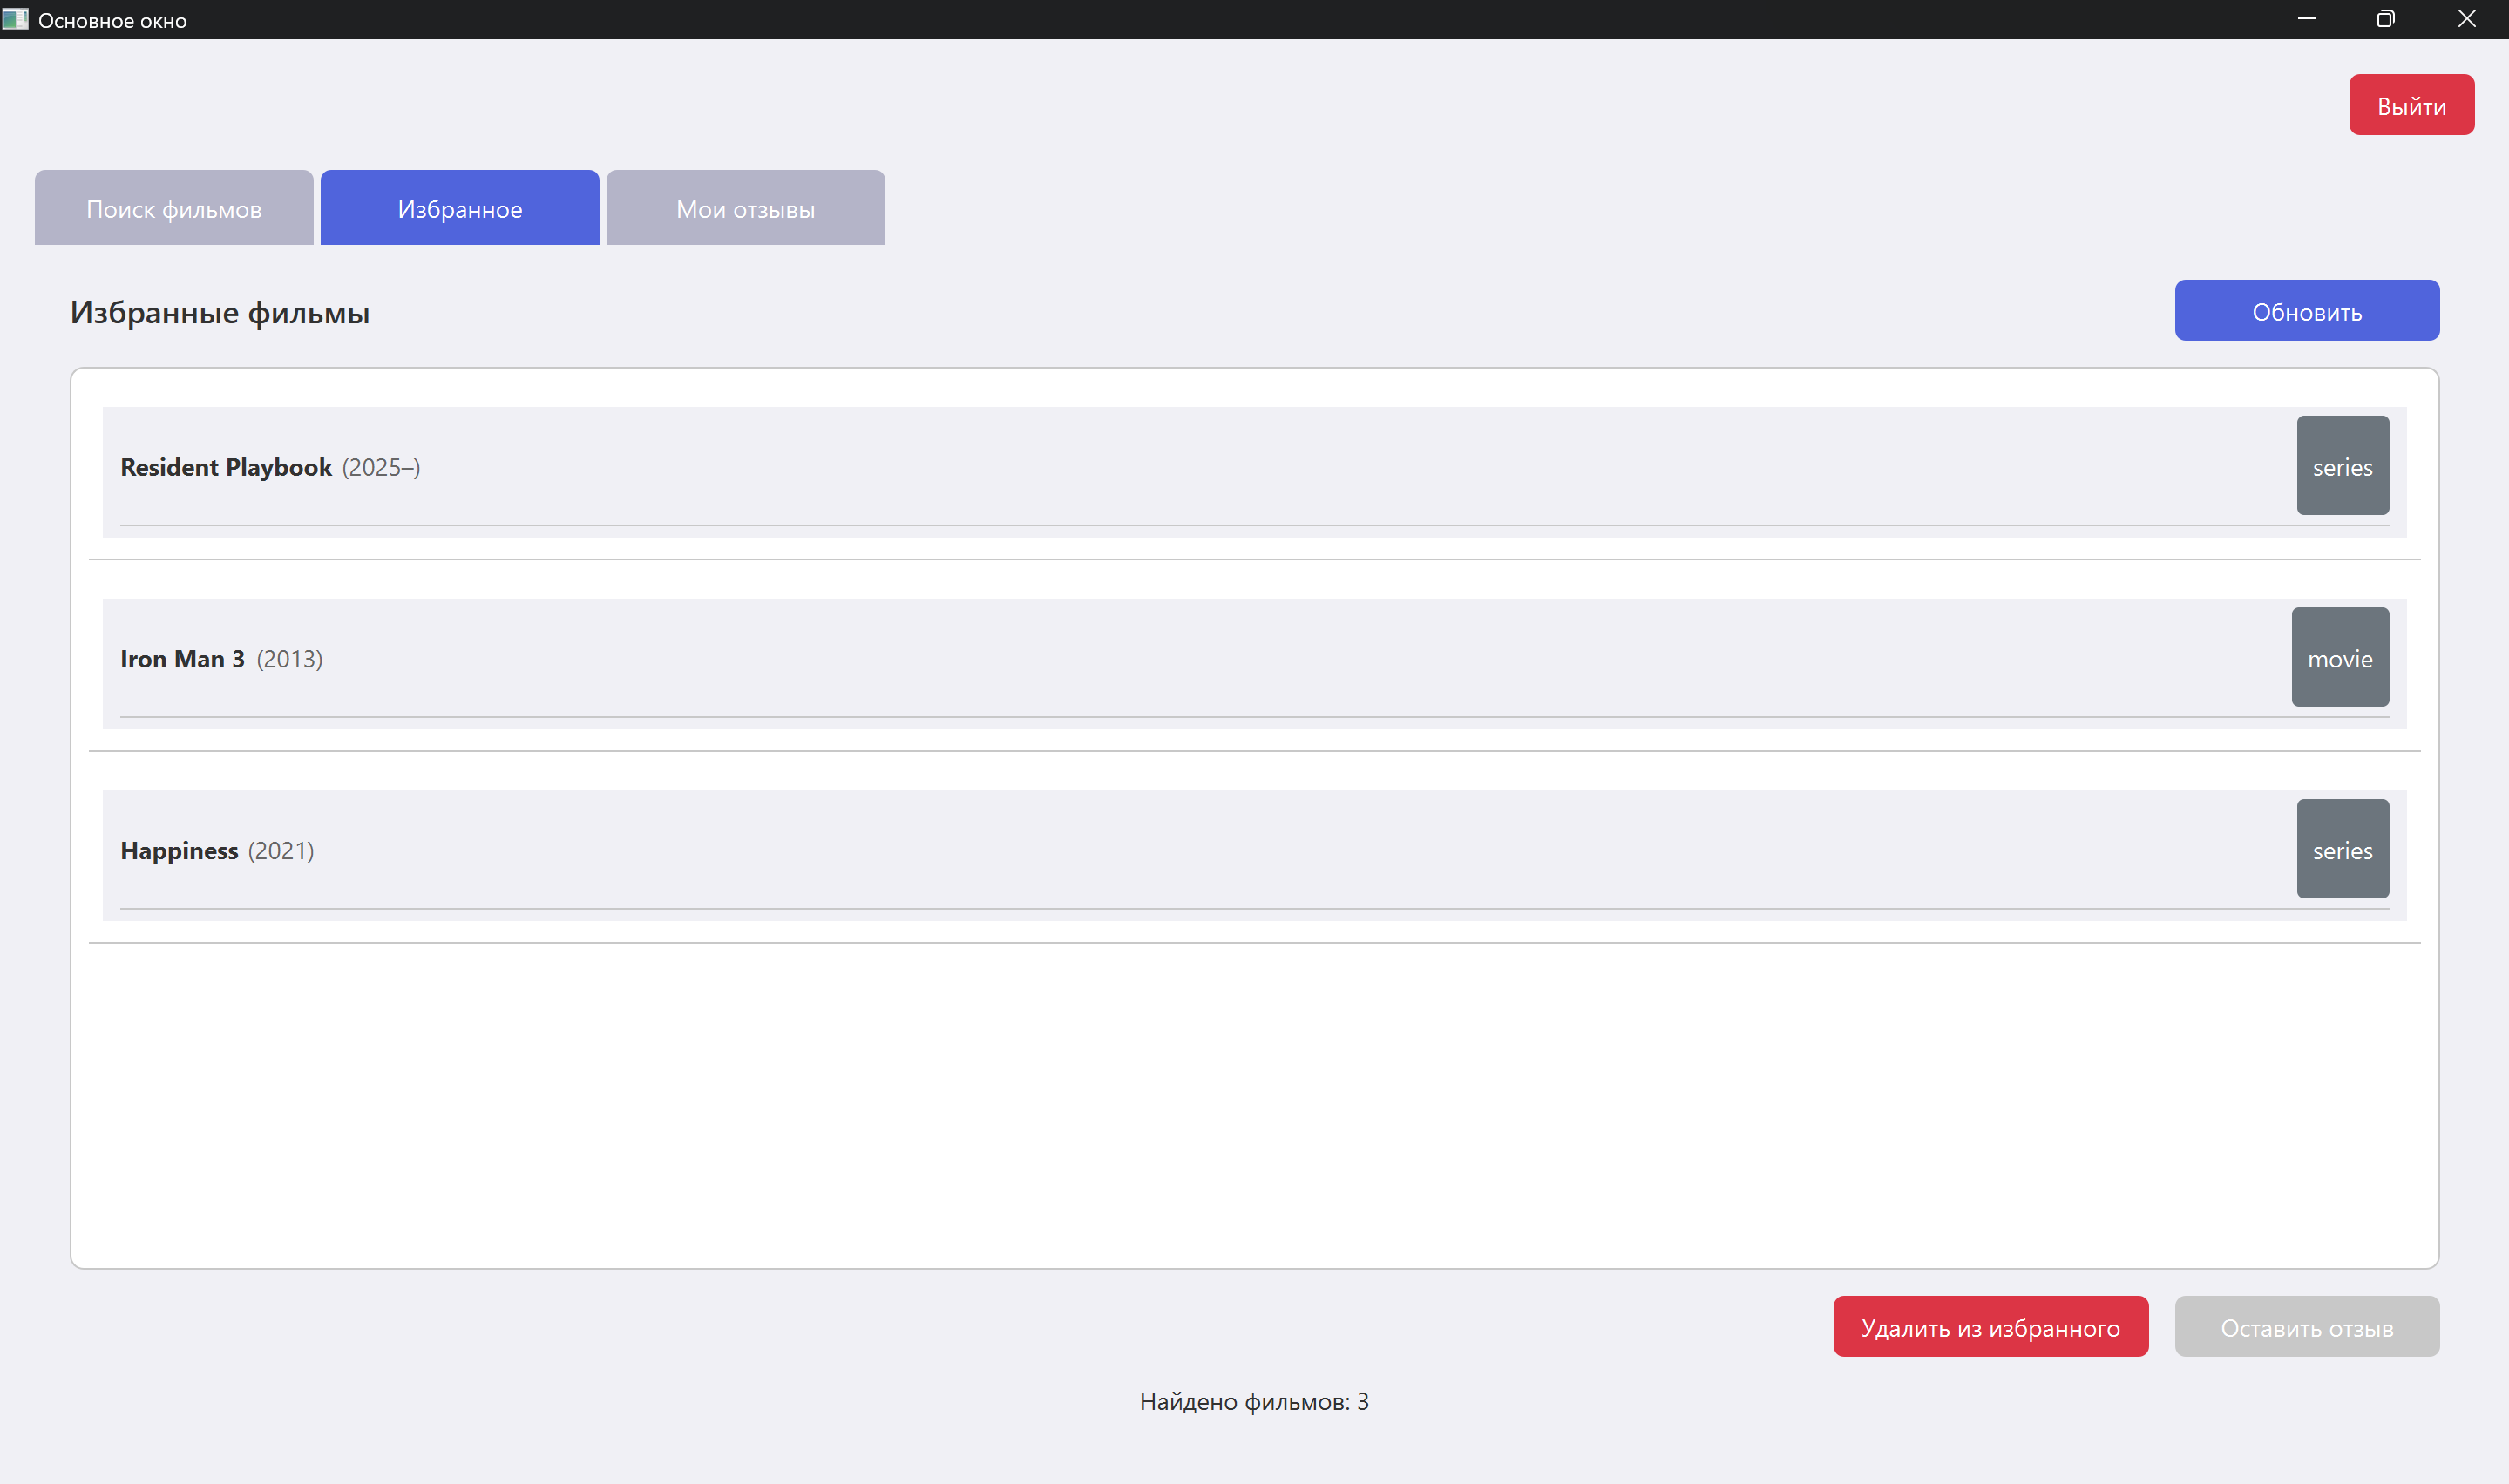 Основное окно
Выйти
Поиск фильмов
Избранное
Мои отзывы
Избранные фильмы
Обновить
Resident Playbook (2025–)
series
Iron Man 3 (2013)
movie
Happiness (2021)
series
Удалить из избранного
Оставить отзыв
Найдено фильмов: 3